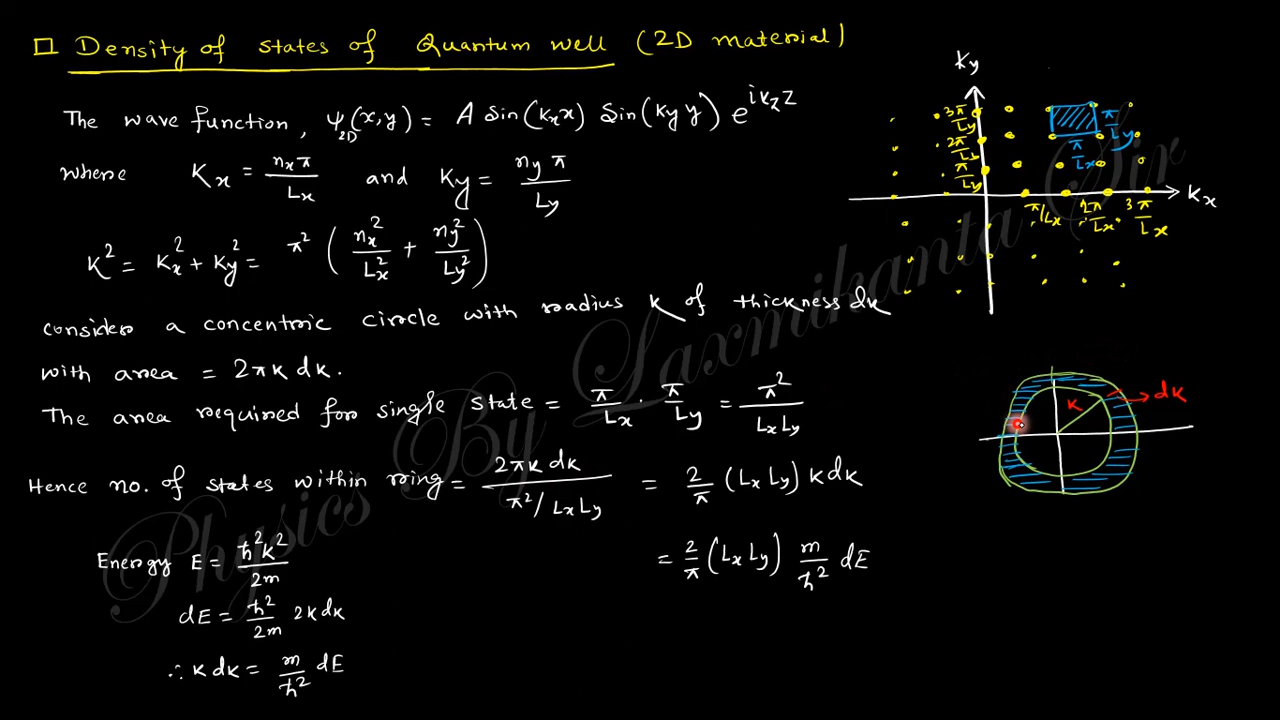 □ Density of states of Quantum well (2D material)
The wave function, ψ2D(x,y) = A sin(kxx) sin(kyy) e^ikzz
where Kx = nxπ/Lx and Ky = nyπ/Ly
K² = Kx² + Ky² = π² (nx²/Lx² + ny²/Ly²)
consider a concentric circle with radius K of thickness dk
with area = 2πk dk.
The area required for single state = π/Lx · π/Ly = π²/LxLy
Hence no. of states within ring = 2πk dk / π²/LxLy = 2/π (LxLy) kdk
Energy E = ħ²k²/2m
= 2/π (LxLy) m/ħ² dE
dE = ħ²/2m 2kdk
∴ kdk = m/ħ² dE
Ky
3π/Ly
2π/Ly
π/Ly
π/Ly
π/Lx
Kx
π/Lx 2π/Lx 3π/Lx
K
dk
Physics By Laxmikanta Sir